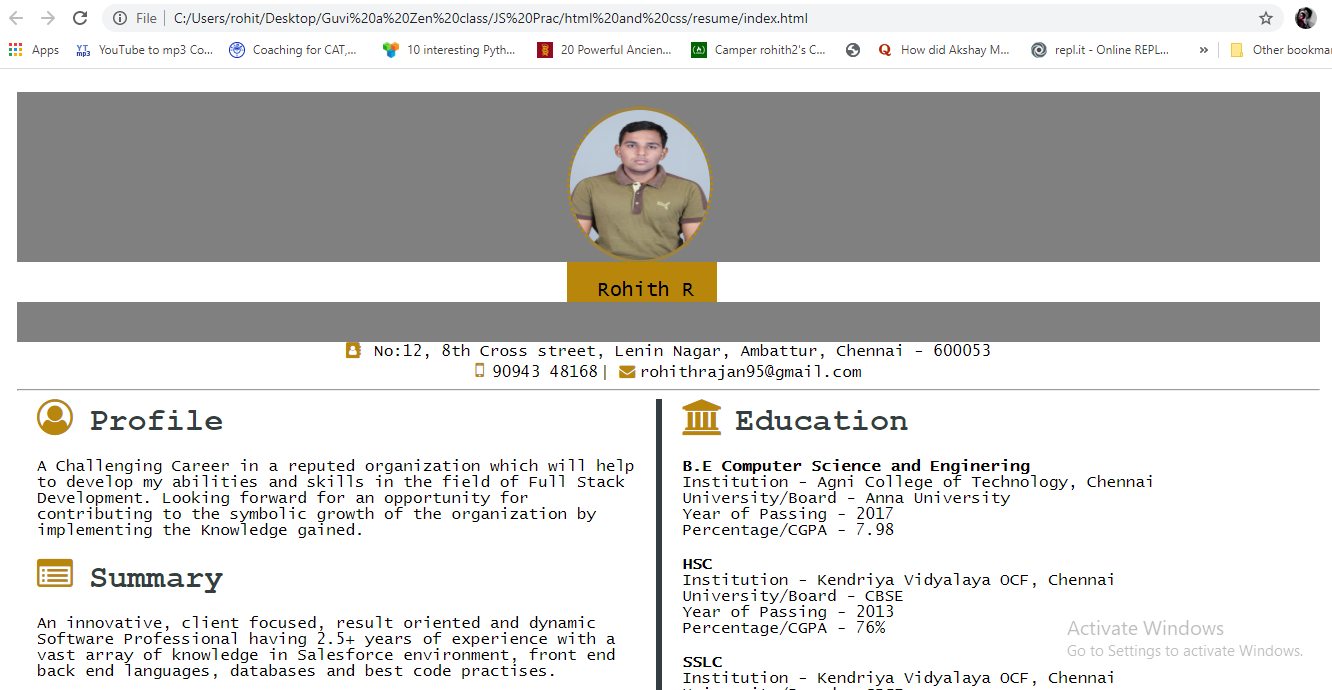 File | C:/Users/rohit/Desktop/Guvi%20a%20Zen%20class/JS%20Prac/html%20and%20css/resume/index.html
Apps YT mp3 YouTube to mp3 Co... Coaching for CAT,... 10 interesting Pyth... 20 Powerful Ancien... Camper rohith2's C... Q How did Akshay M... repl.it - Online REPL... » Other bookmar
Rohith R
No:12, 8th Cross street, Lenin Nagar, Ambattur, Chennai - 600053
90943 48168 | rohithrajan95@gmail.com
Profile
A Challenging Career in a reputed organization which will help
to develop my abilities and skills in the field of Full Stack
Development. Looking forward for an opportunity for
contributing to the symbolic growth of the organization by
implementing the Knowledge gained.
Summary
An innovative, client focused, result oriented and dynamic
Software Professional having 2.5+ years of experience with a
vast array of knowledge in Salesforce environment, front end
back end languages, databases and best code practises.
Education
B.E Computer Science and Enginering
Institution - Agni College of Technology, Chennai
University/Board - Anna University
Year of Passing - 2017
Percentage/CGPA - 7.98
HSC
Institution - Kendriya Vidyalaya OCF, Chennai
University/Board - CBSE
Year of Passing - 2013
Percentage/CGPA - 76%
SSLC
Institution - Kendriya Vidyalaya OCF, Chennai
Activate Windows
Go to Settings to activate Windows.